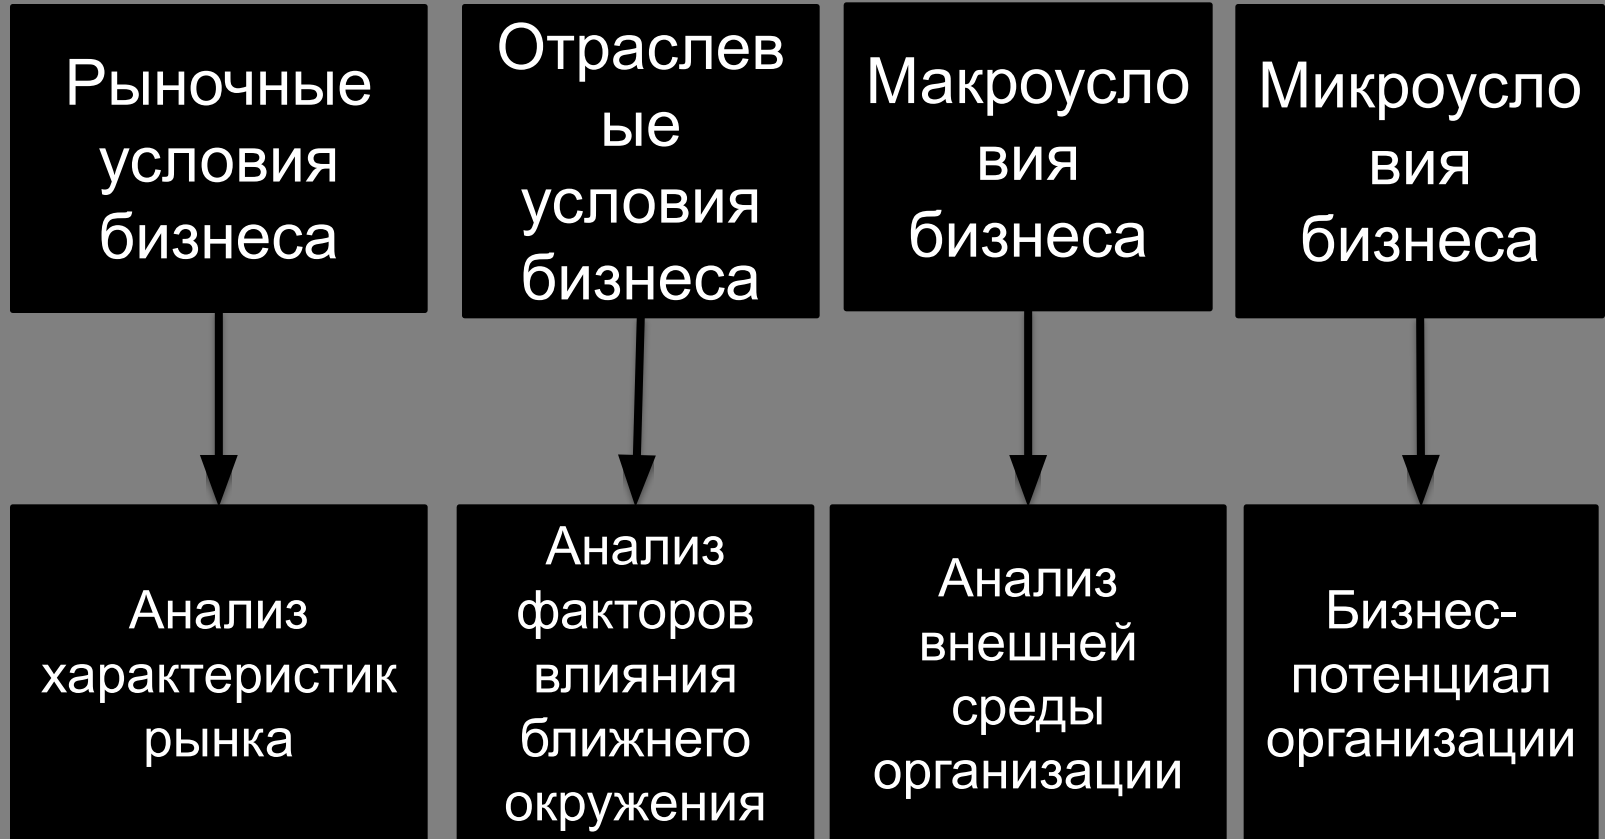 Рыночные
условия
бизнеса
Отраслев
ые
условия
бизнеса
Макроусло
вия
бизнеса
Микроусло
вия
бизнеса
Анализ
характеристик
рынка
Анализ
факторов
влияния
ближнего
окружения
Анализ
внешней
среды
организации
Бизнес-
потенциал
организации